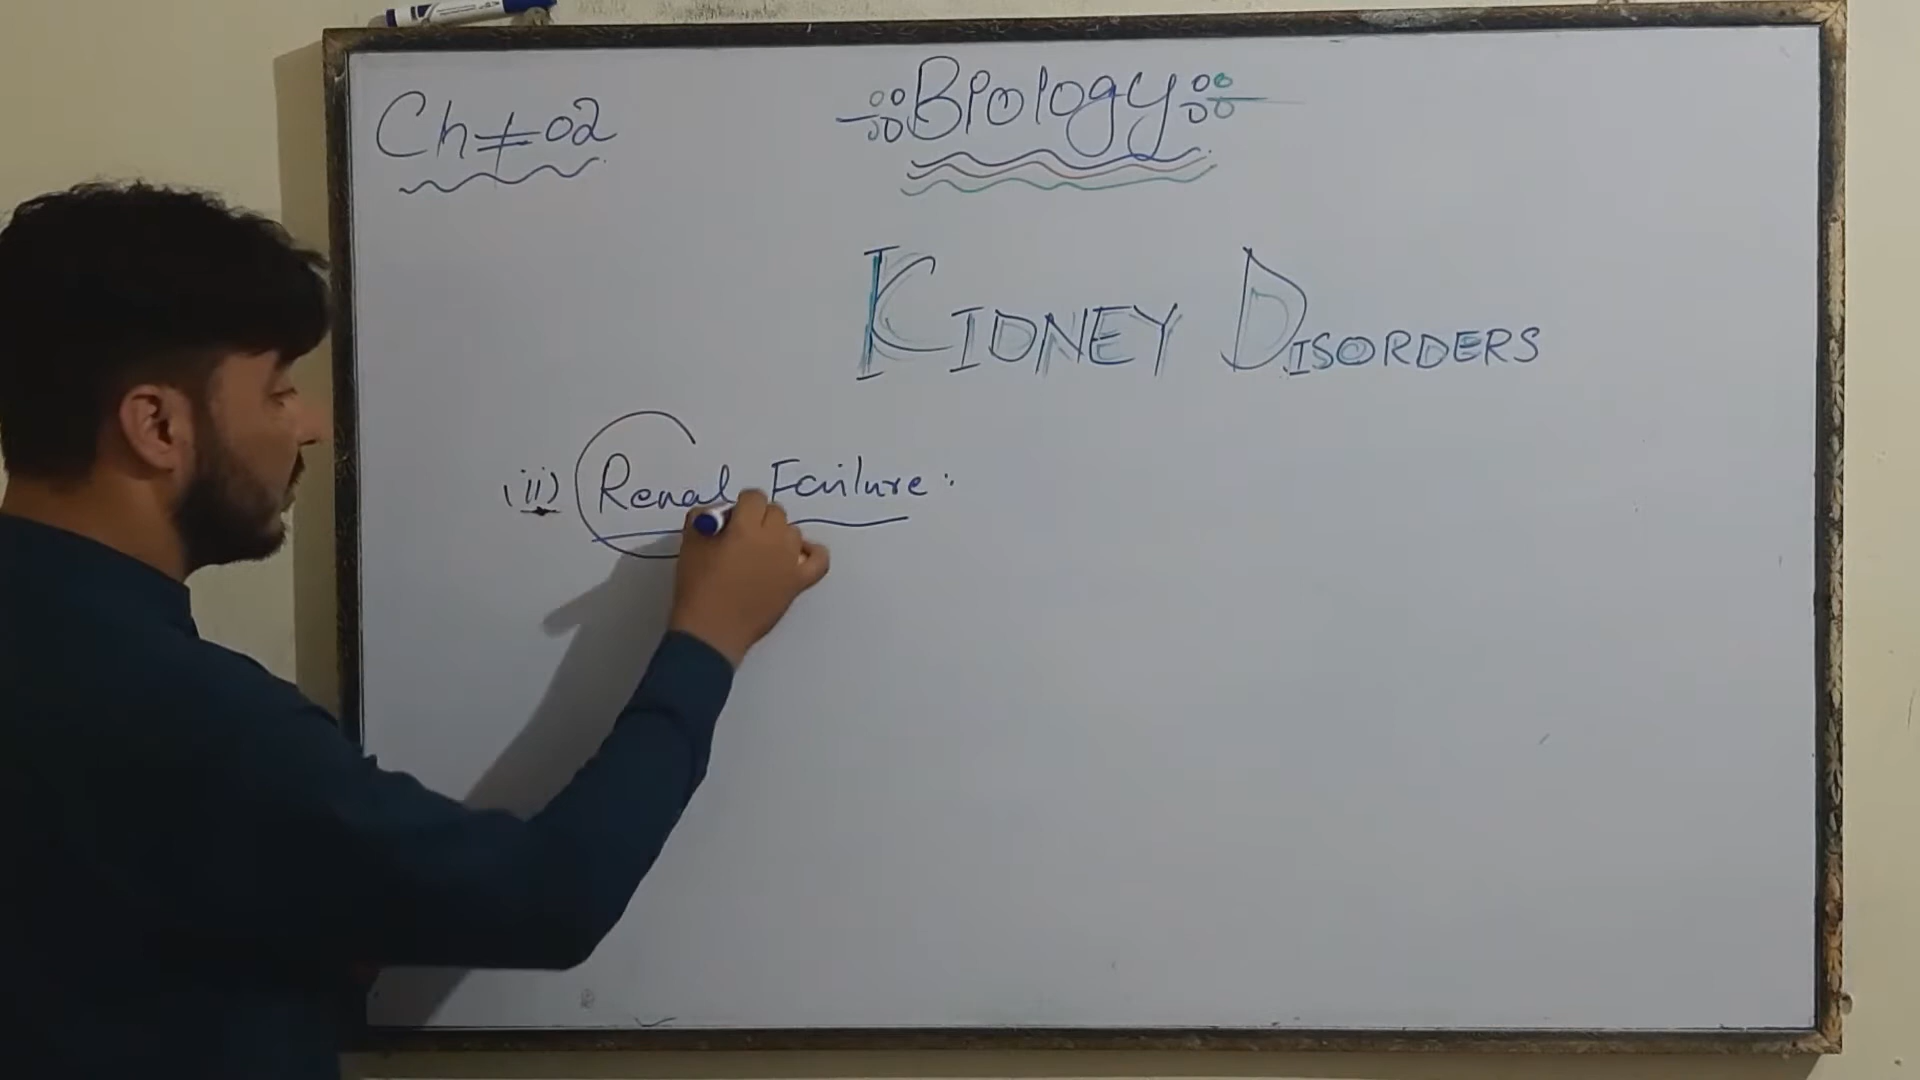 Ch # 02
Biology
KIDNEY DISORDERS
(ii) Renal Failure: